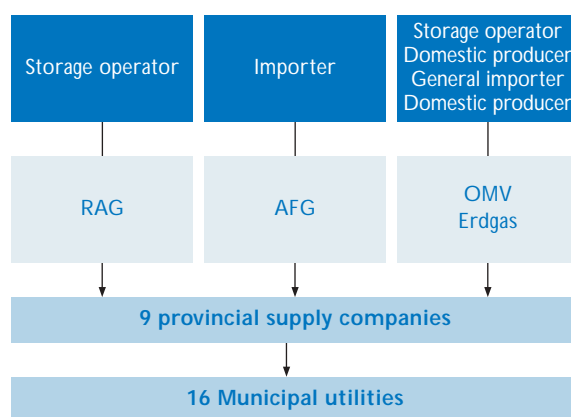 Storage operator
Importer
Storage operator
Domestic producer
General importer
Domestic producer
RAG
AFG
OMV
Erdgas
9 provincial supply companies
16 Municipal utilities